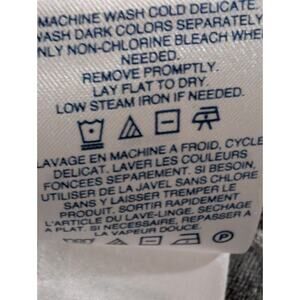 MACHINE WASH COLD DELICATE.
WASH DARK COLORS SEPARATELY
ONLY NON-CHLORINE BLEACH WHEN
NEEDED.
REMOVE PROMPTLY.
LAY FLAT TO DRY.
LOW STEAM IRON IF NEEDED.
LAVAGE EN MACHINE A FROID, CYCLE
DELICAT. LAVER LES COULEURS
FONCEES SEPAREMENT. SI BESOIN,
UTILISER DE LA JAVEL SANS CHLORE
SANS Y LAISSER TREMPER LE
PRODUIT. SORTIR RAPIDEMENT
L'ARTICLE DU LAVE-LINGE. SECHAGE
A PLAT. SI NECESSAIRE, REPASSER A
LA VAPEUR DOUCE.
P